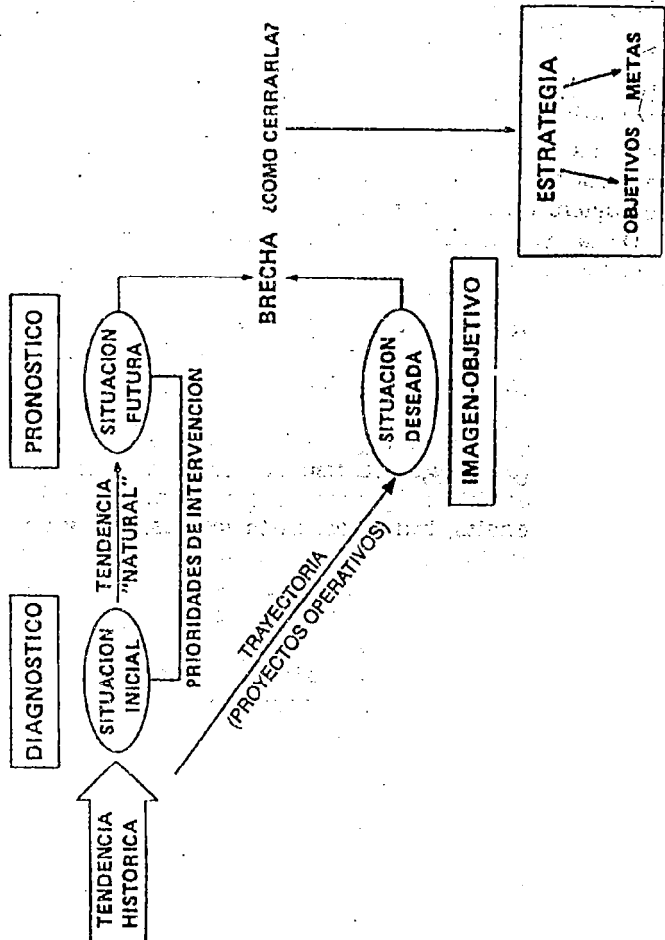 DIAGNOSTICO
PRONOSTICO
TENDENCIA
HISTORICA
SITUACION
INICIAL
TENDENCIA
"NATURAL"
SITUACION
FUTURA
PRIORIDADES DE INTERVENCION
BRECHA ¿COMO CERRARLA?
TRAYECTORIA
(PROYECTOS OPERATIVOS)
SITUACION
DESEADA
IMAGEN-OBJETIVO
ESTRATEGIA
OBJETIVOS METAS